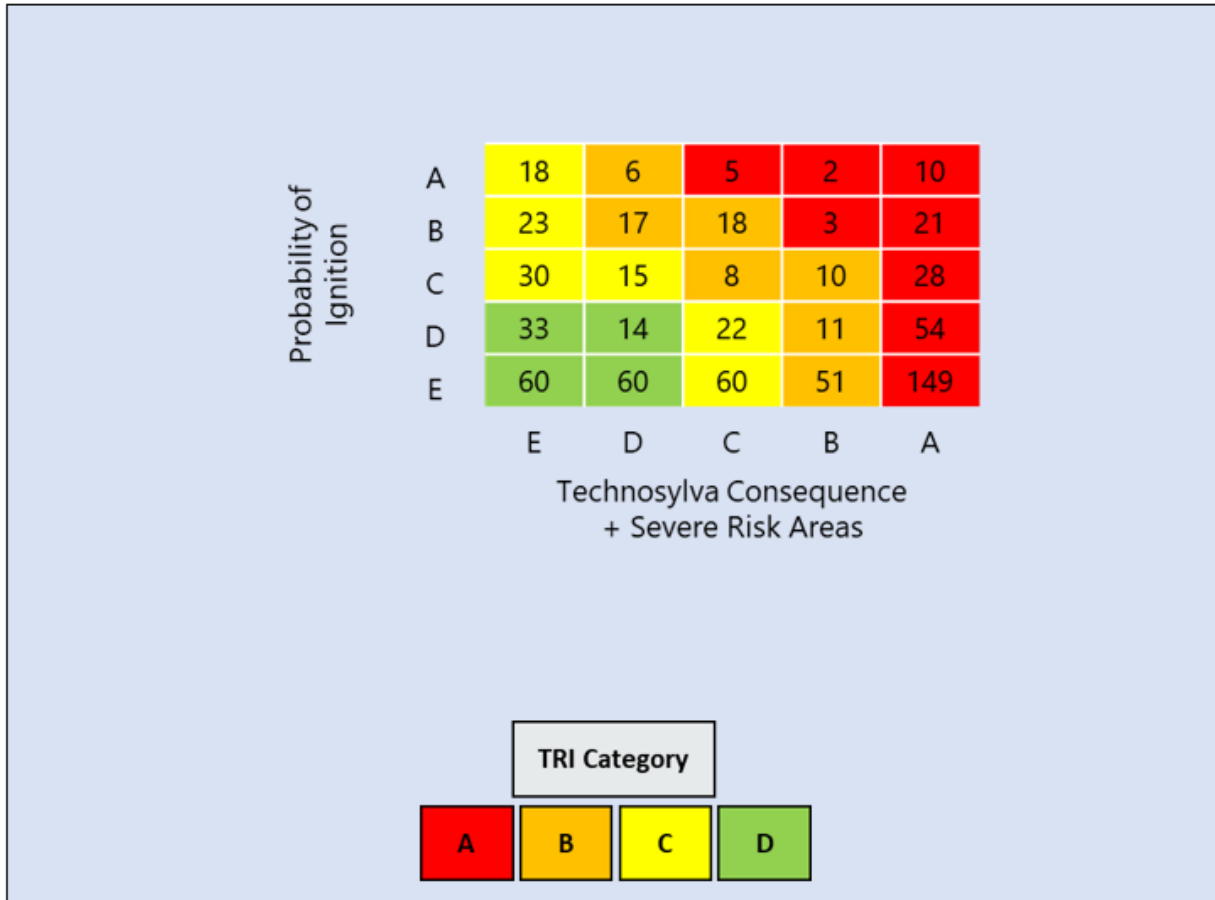 Probability of
Ignition
A 18 6 5 2 10
B 23 17 18 3 21
C 30 15 8 10 28
D 33 14 22 11 54
E 60 60 60 51 149
E D C B A
Technosylva Consequence
+ Severe Risk Areas
TRI Category
A B C D